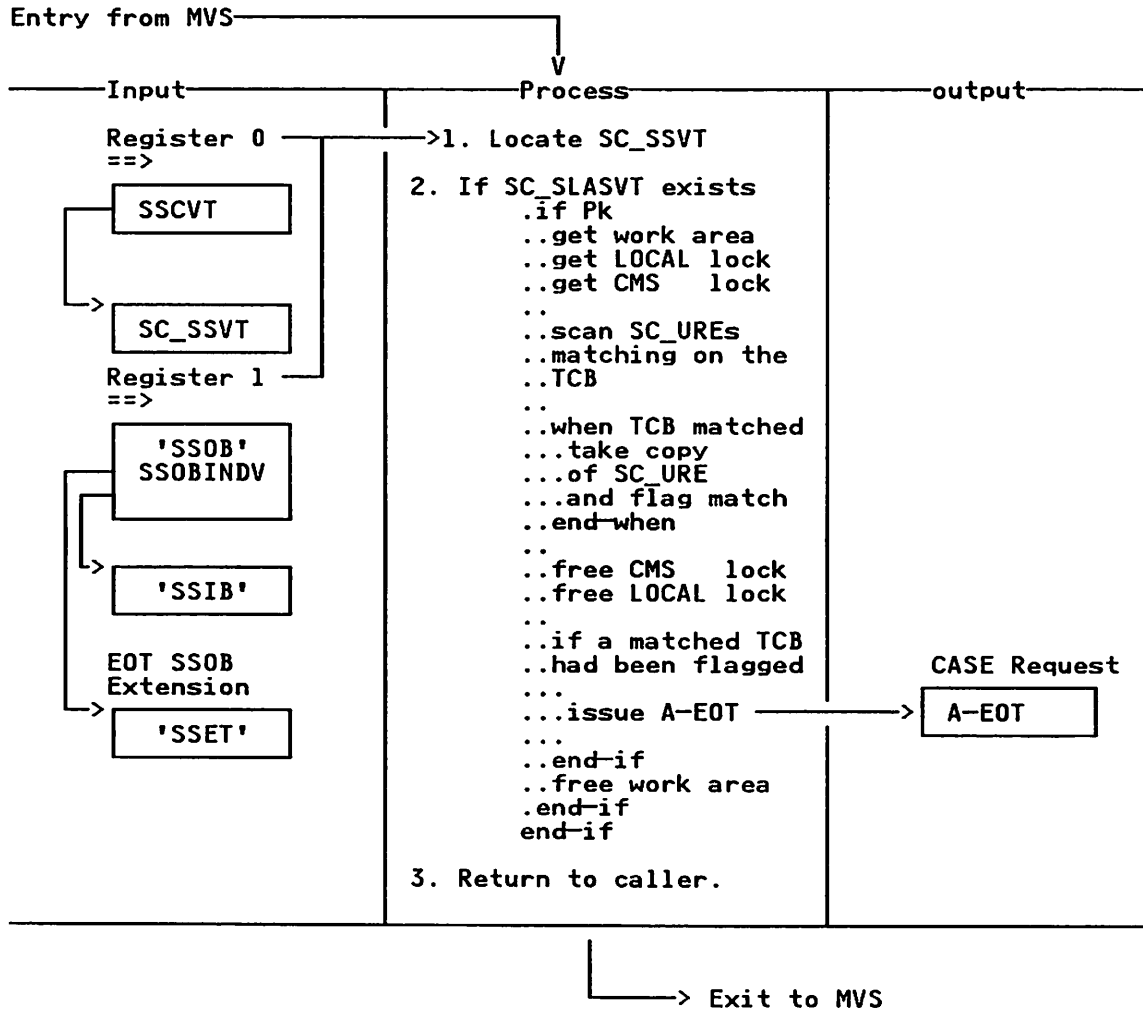 Entry from MVS
Input
Process
output
Register 0
==>
SSCVT
SC_SSVT
Register 1
==>
'SSOB'
SSOBINDV
'SSIB'
EOT SSOB
Extension
'SSET'
>1. Locate SC_SSVT
2. If SC_SLASVT exists
.if Pk
..get work area
..get LOCAL lock
..get CMS lock
..
..scan SC_UREs
..matching on the
..TCB
..
..when TCB matched
...take copy
...of SC_URE
...and flag match
..end-when
..
..free CMS lock
..free LOCAL lock
..
..if a matched TCB
..had been flagged
...
...issue A-EOT
...
..end-if
..free work area
.end-if
end-if
3. Return to caller.
CASE Request
A-EOT
> Exit to MVS